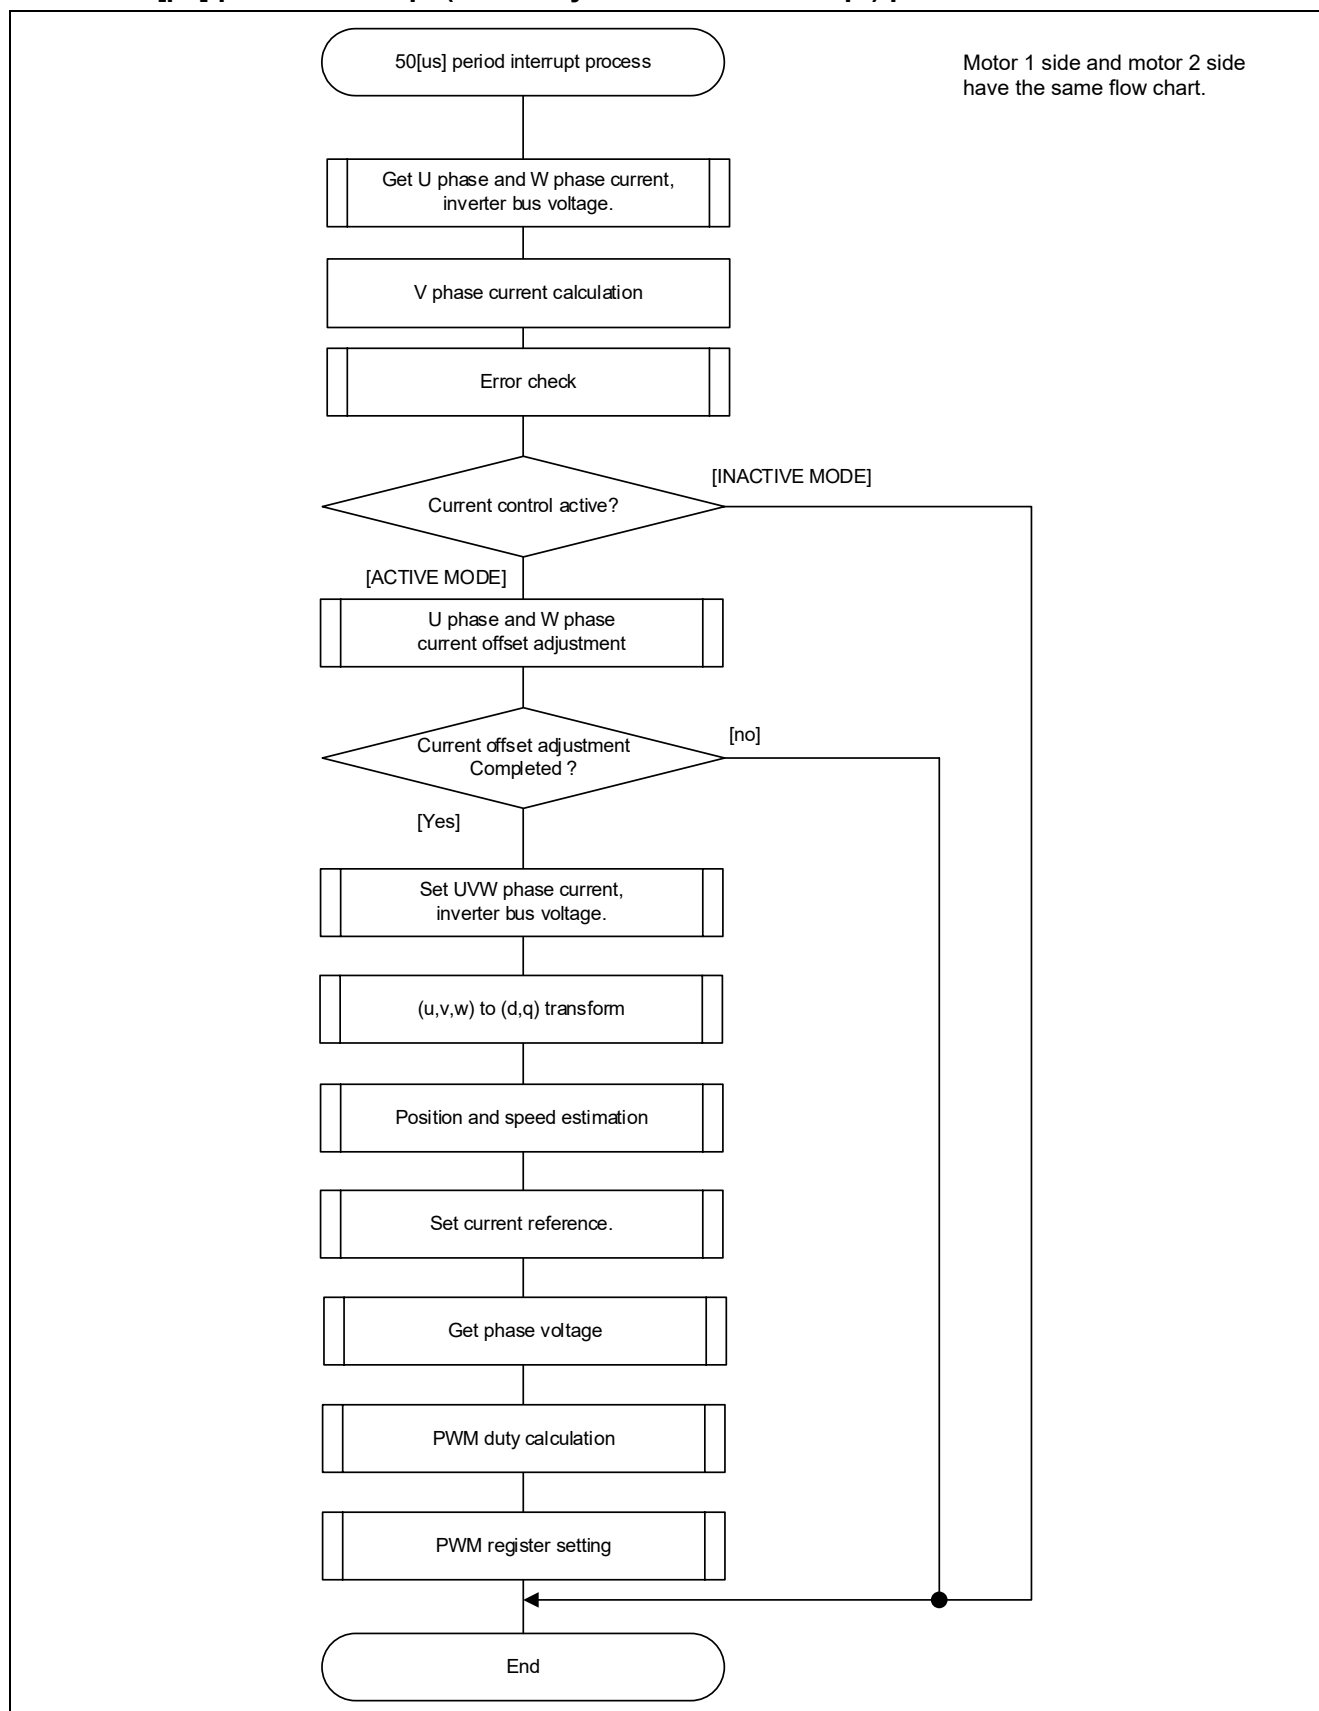 50[us] period interrupt process
Motor 1 side and motor 2 side
have the same flow chart.
Get U phase and W phase current,
inverter bus voltage.
V phase current calculation
Error check
[INACTIVE MODE]
Current control active?
[ACTIVE MODE]
U phase and W phase
current offset adjustment
[no]
Current offset adjustment
Completed ?
[Yes]
Set UVW phase current,
inverter bus voltage.
(u,v,w) to (d,q) transform
Position and speed estimation
Set current reference.
Get phase voltage
PWM duty calculation
PWM register setting
End